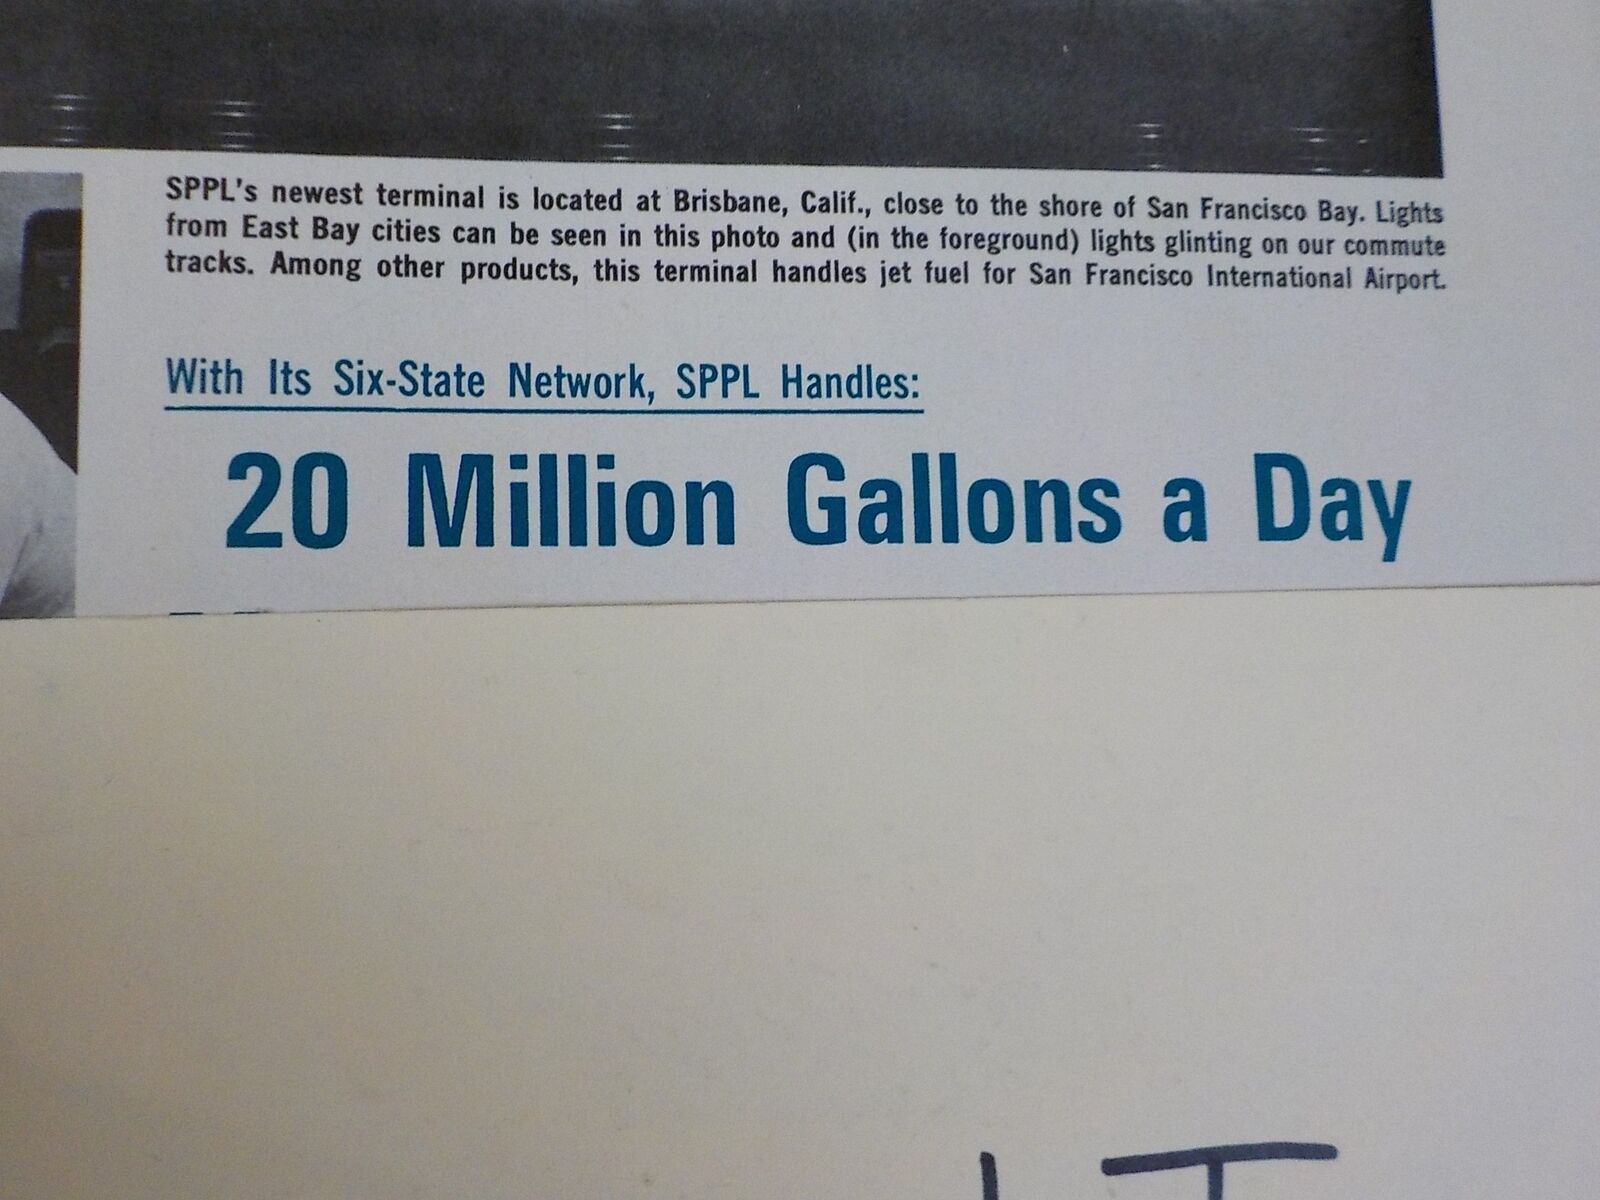 SPPL's newest terminal is located at Brisbane, Calif., close to the shore of San Francisco Bay. Lights
from East Bay cities can be seen in this photo and (in the foreground) lights glinting on our commute
tracks. Among other products, this terminal handles jet fuel for San Francisco International Airport.
With Its Six-State Network, SPPL Handles:
20 Million Gallons a Day